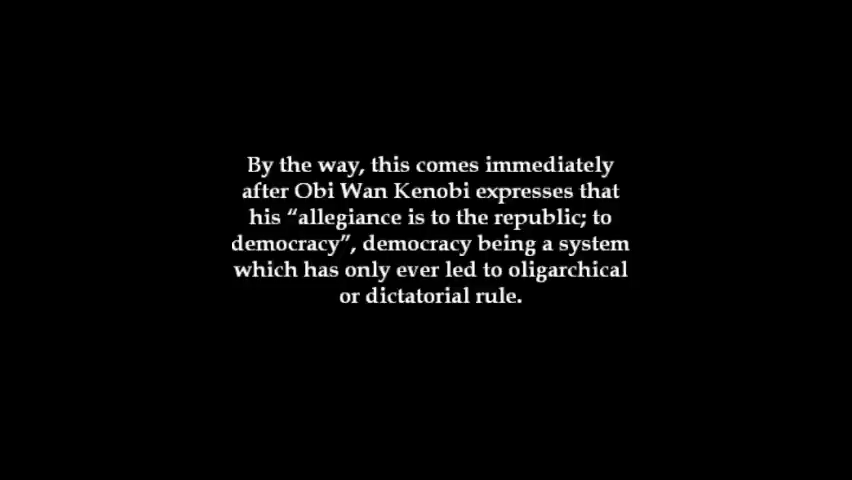 By the way, this comes immediately
after Obi Wan Kenobi expresses that
his “allegiance is to the republic; to
democracy”, democracy being a system
which has only ever led to oligarchical
or dictatorial rule.